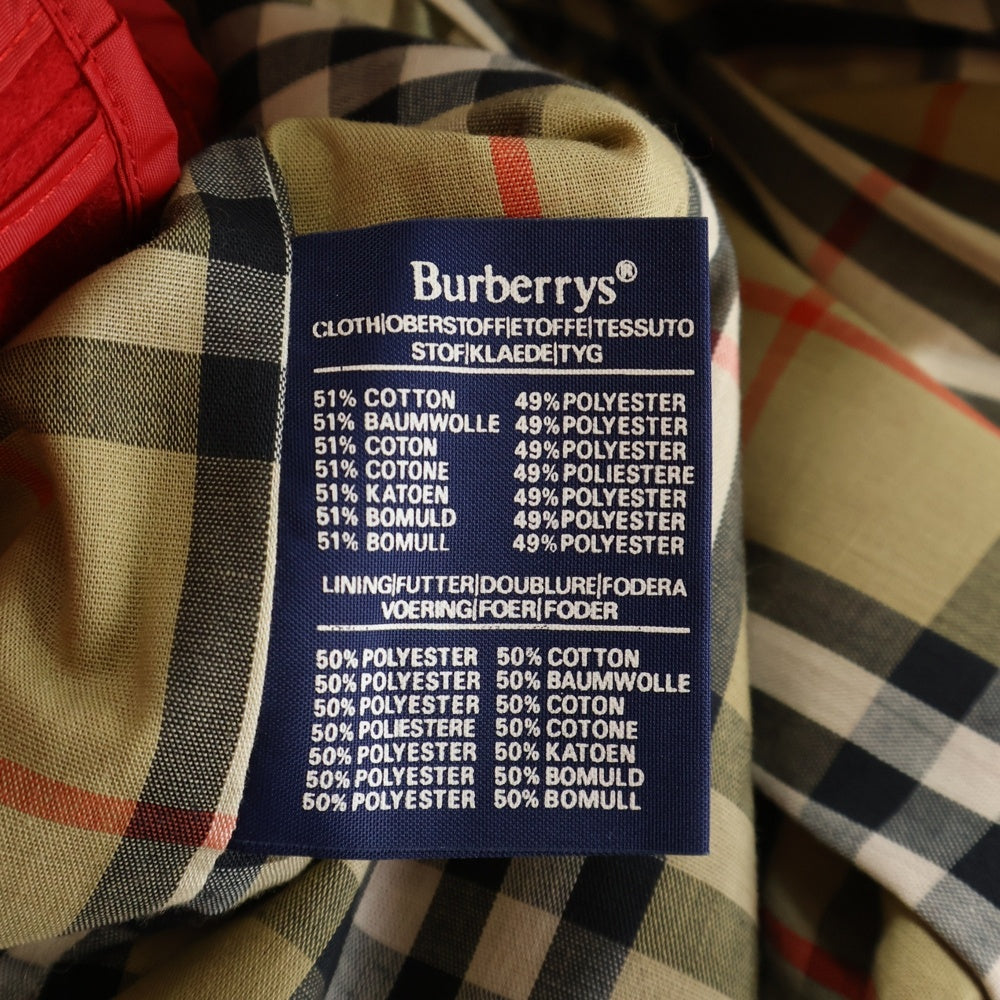 Burberrys®
CLOTH|OBERSTOFF|ETOFFE|TESSUTO
STOF|KLAEDE|TYG
51% COTTON 49% POLYESTER
51% BAUMWOLLE 49% POLYESTER
51% COTON 49% POLYESTER
51% COTONE 49% POLIESTERE
51% KATOEN 49% POLYESTER
51% BOMULD 49% POLYESTER
51% BOMULL 49% POLYESTER
LINING|FUTTER|DOUBLURE|FODERA
VOERING|FOER|FODER
50% POLYESTER 50% COTTON
50% POLYESTER 50% BAUMWOLLE
50% POLYESTER 50% COTON
50% POLIESTERE 50% COTONE
50% POLYESTER 50% KATOEN
50% POLYESTER 50% BOMULD
50% POLYESTER 50% BOMULL